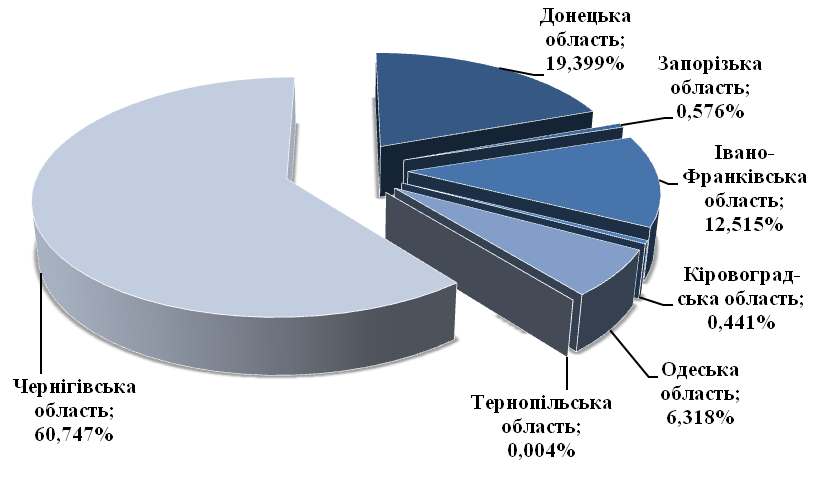 Донецька
область;
19,399%
Запорізька
область;
0,576%
Івано-
Франківська
область;
12,515%
Кіровоград-
ська область;
0,441%
Одеська
область;
6,318%
Тернопільська
область;
0,004%
Чернігівська
область;
60,747%